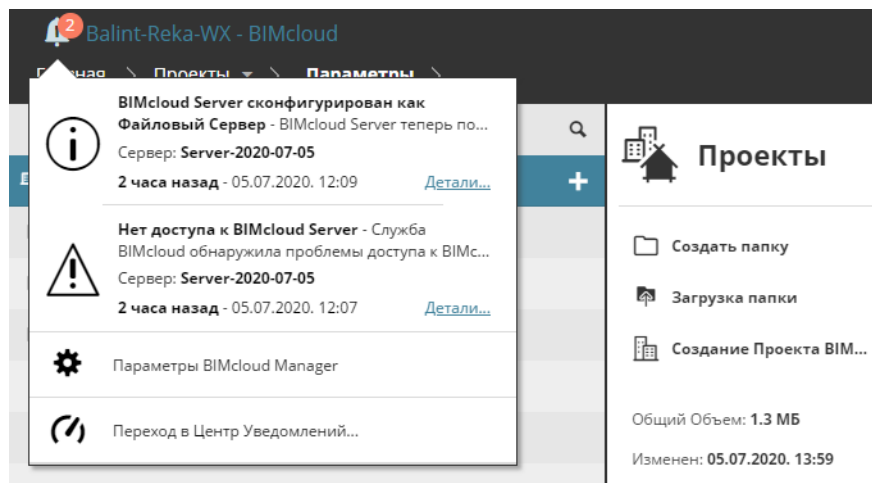 2
Balint-Reka-WX - BIMcloud
Проекты Параметры
BIMcloud Server сконфигурирован как
Файловый Сервер - BIMcloud Server теперь по...
Сервер: Server-2020-07-05
2 часа назад - 05.07.2020. 12:09 Детали...
Нет доступа к BIMcloud Server - Служба
BIMcloud обнаружила проблемы доступа к BIMc...
Сервер: Server-2020-07-05
2 часа назад - 05.07.2020. 12:07 Детали...
Параметры BIMcloud Manager
Переход в Центр Уведомлений...
Проекты
Создать папку
Загрузка папки
Создание Проекта BIM...
Общий Объем: 1.3 МБ
Изменен: 05.07.2020. 13:59